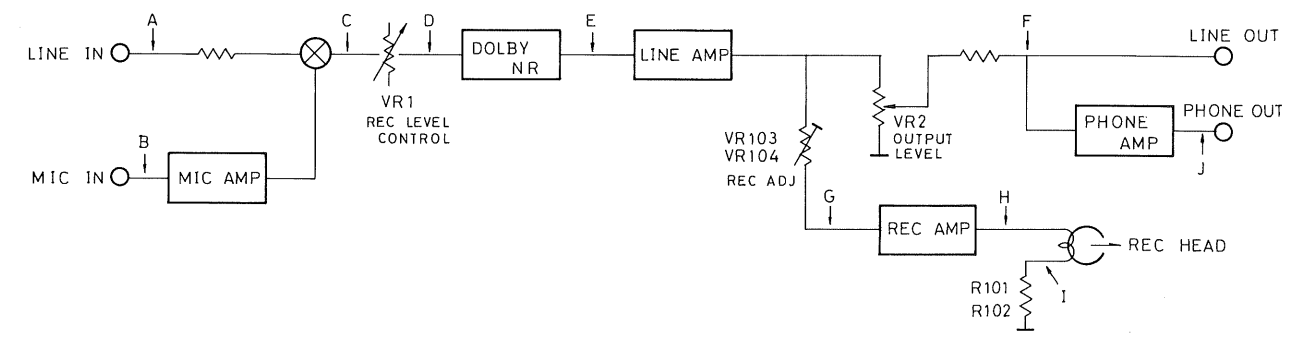 A
C
D
E
F
LINE IN
DOLBY
NR
LINE AMP
LINE OUT
VR1
REC LEVEL
CONTROL
B
MIC IN
MIC AMP
VR103
VR104
REC ADJ
VR2
OUTPUT
LEVEL
PHONE
AMP
PHONE OUT
J
G
H
REC AMP
REC HEAD
R101
R102
I